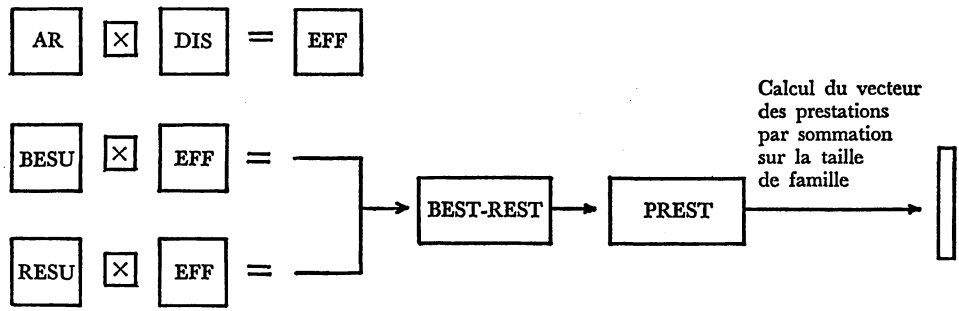 AR × DIS = EFF
Calcul du vecteur
des prestations
par sommation
sur la taille
de famille
BESU × EFF =
BEST-REST
PREST
RESU × EFF =